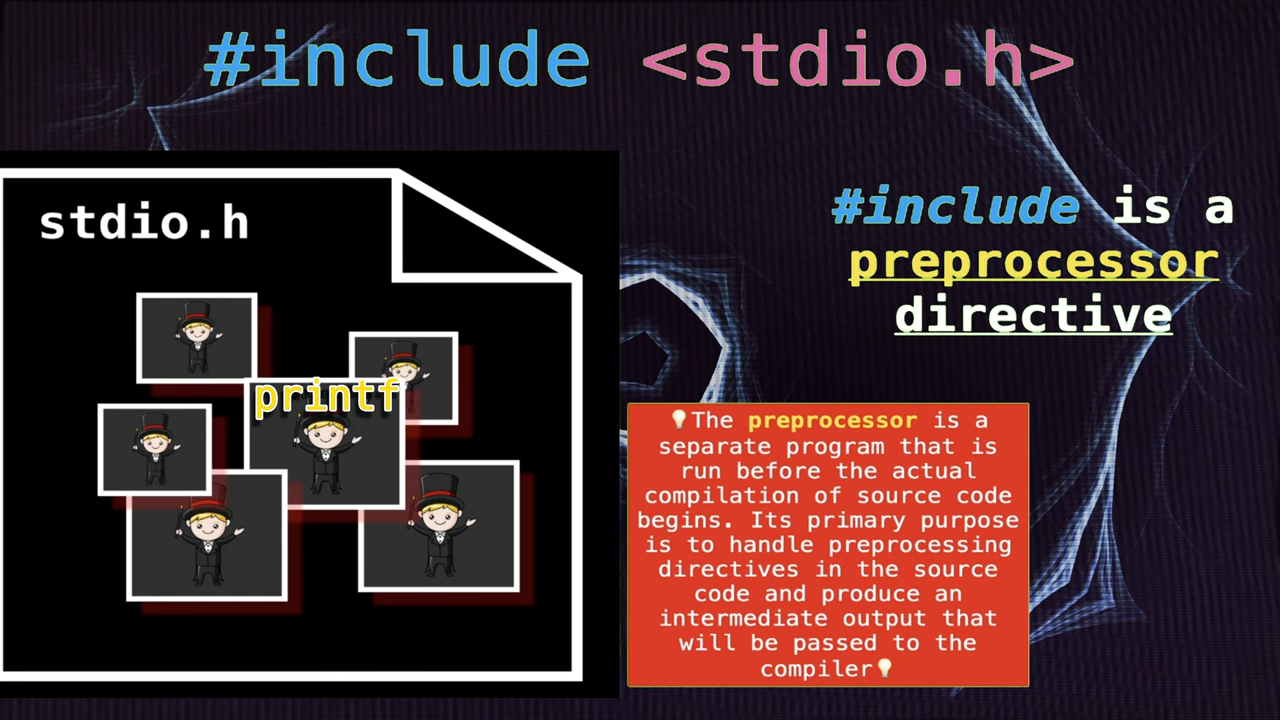 #include <stdio.h>
stdio.h
printf
#include is a
preprocessor
directive
💡The preprocessor is a
separate program that is
run before the actual
compilation of source code
begins. Its primary purpose
is to handle preprocessing
directives in the source
code and produce an
intermediate output that
will be passed to the
compiler💡